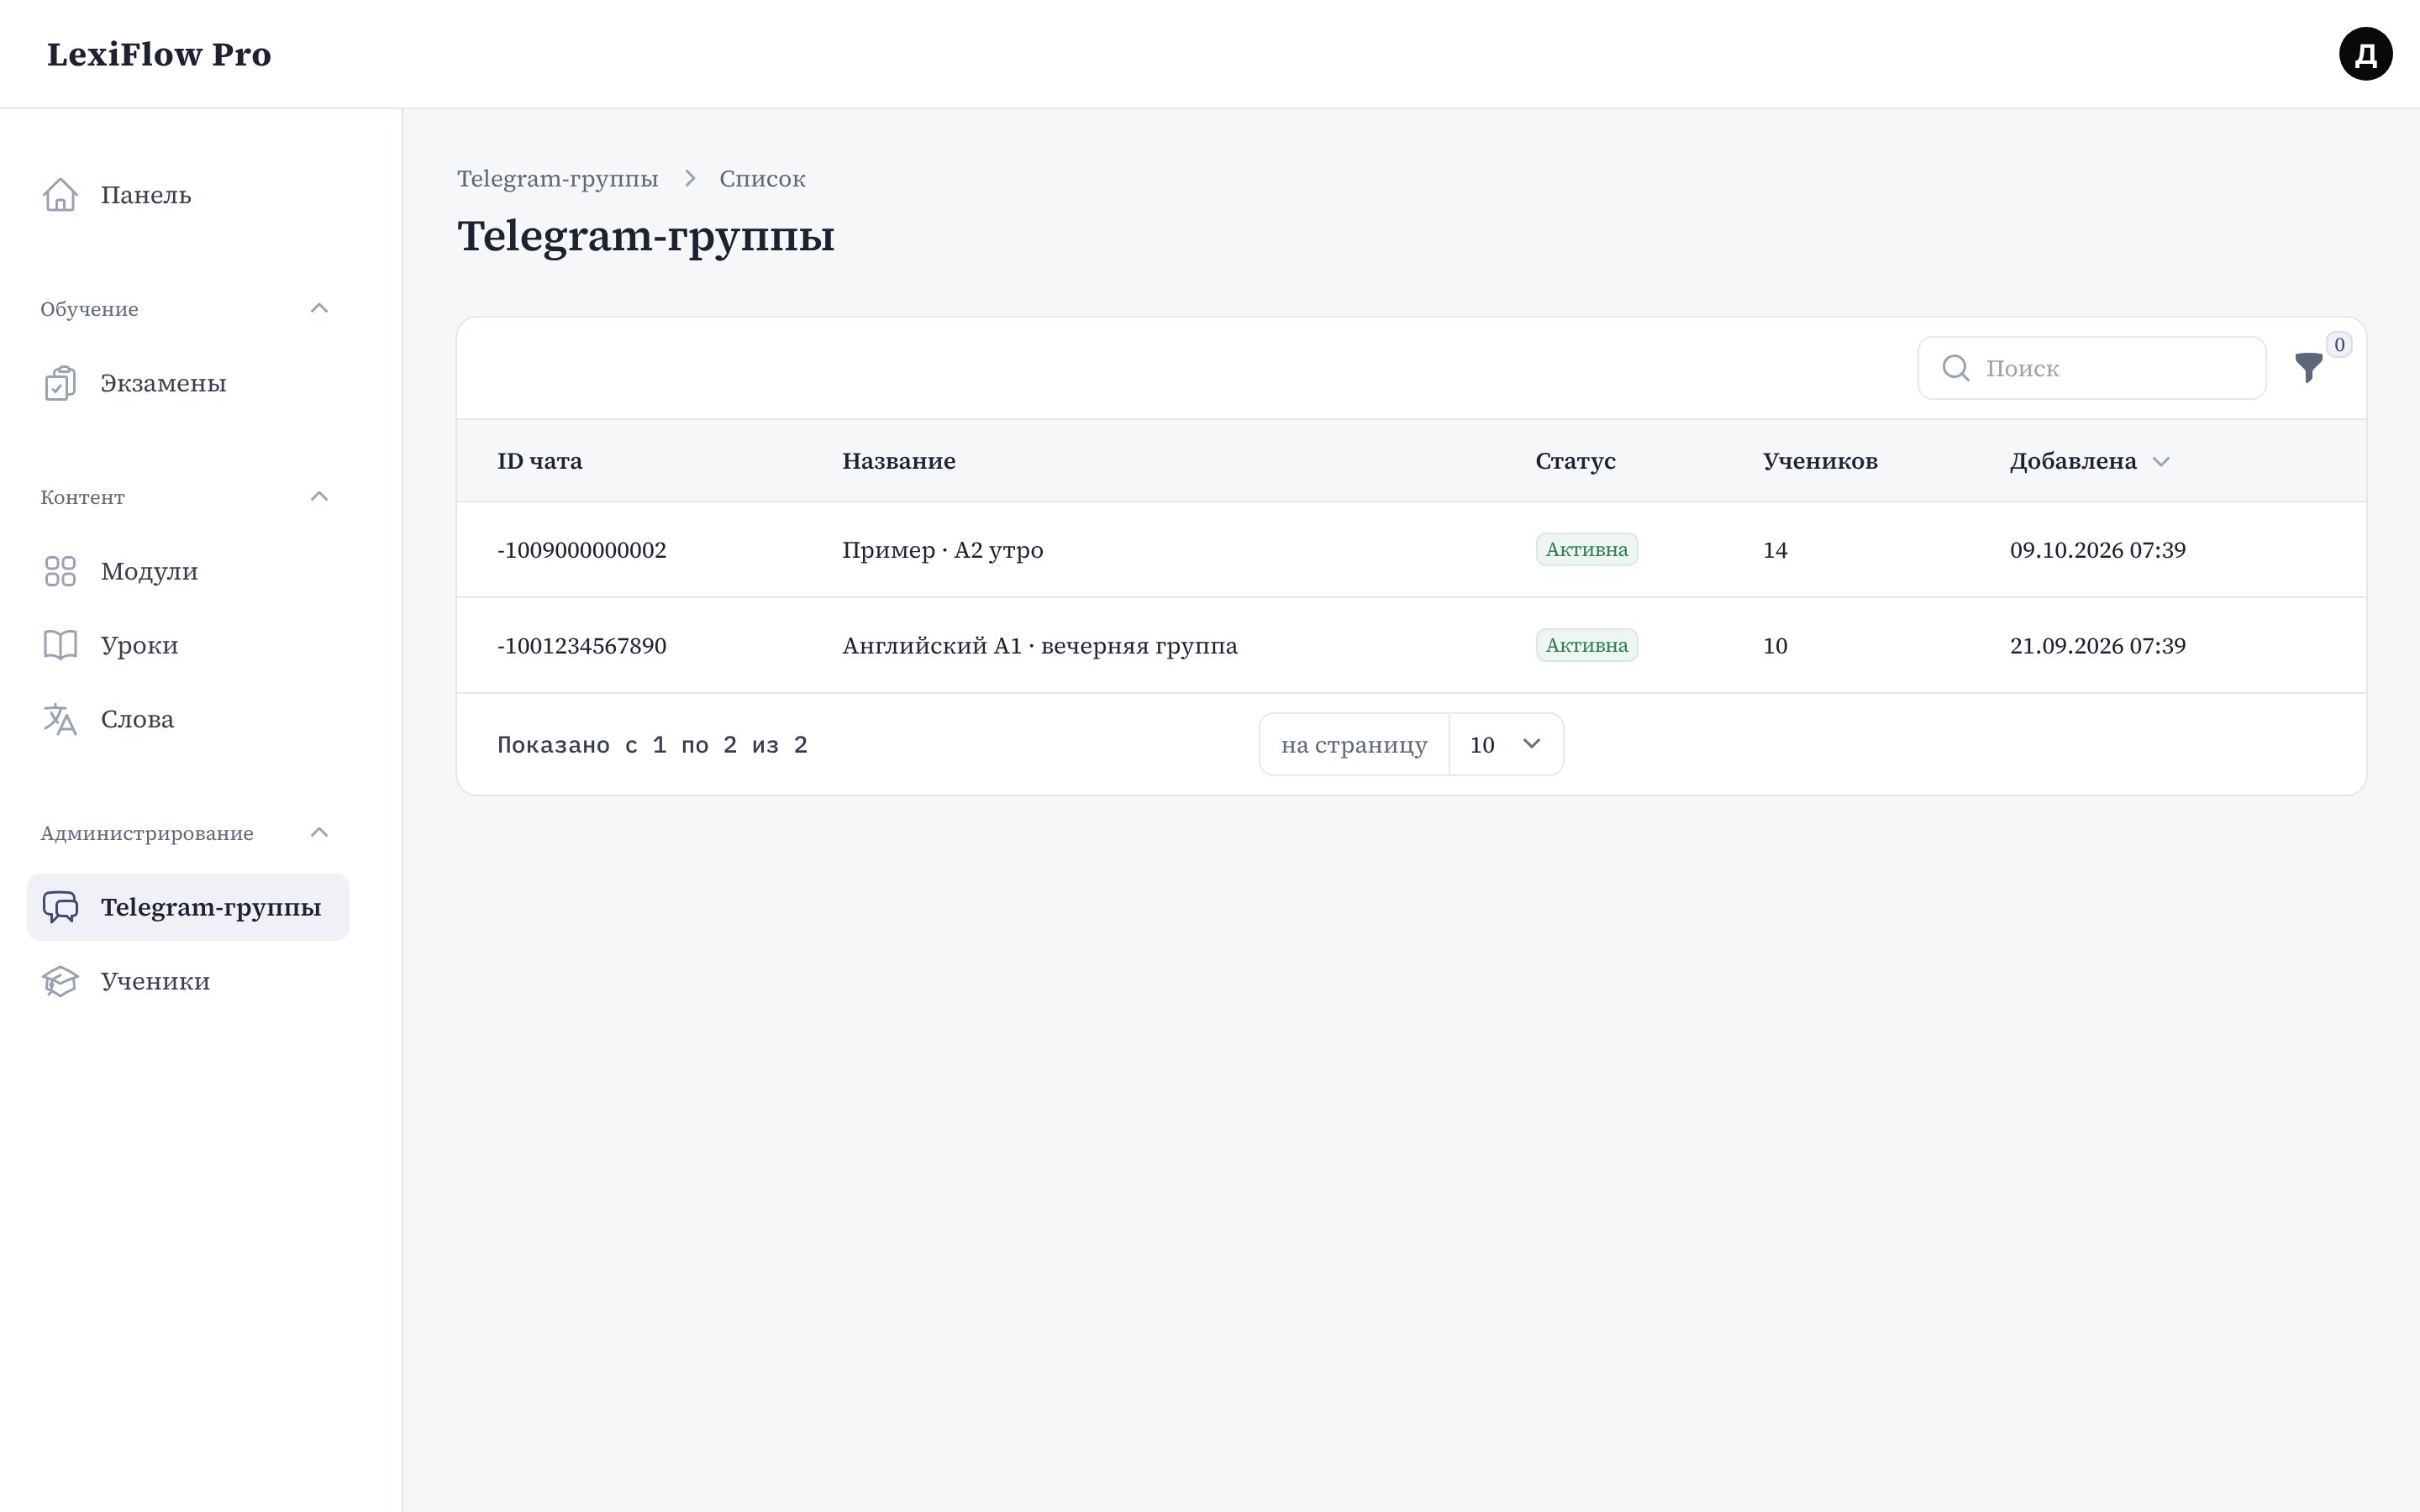 LexiFlow Pro
Д
Панель
Обучение
Экзамены
Контент
Модули
Уроки
Слова
Администрирование
Telegram-группы
Ученики
Telegram-группы > Список
Telegram-группы
Поиск
0
ID чата Название Статус Учеников Добавлена
-1009000000002 Пример · A2 утро Активна 14 09.10.2026 07:39
-1001234567890 Английский A1 · вечерняя группа Активна 10 21.09.2026 07:39
Показано с 1 по 2 из 2 на страницу 10